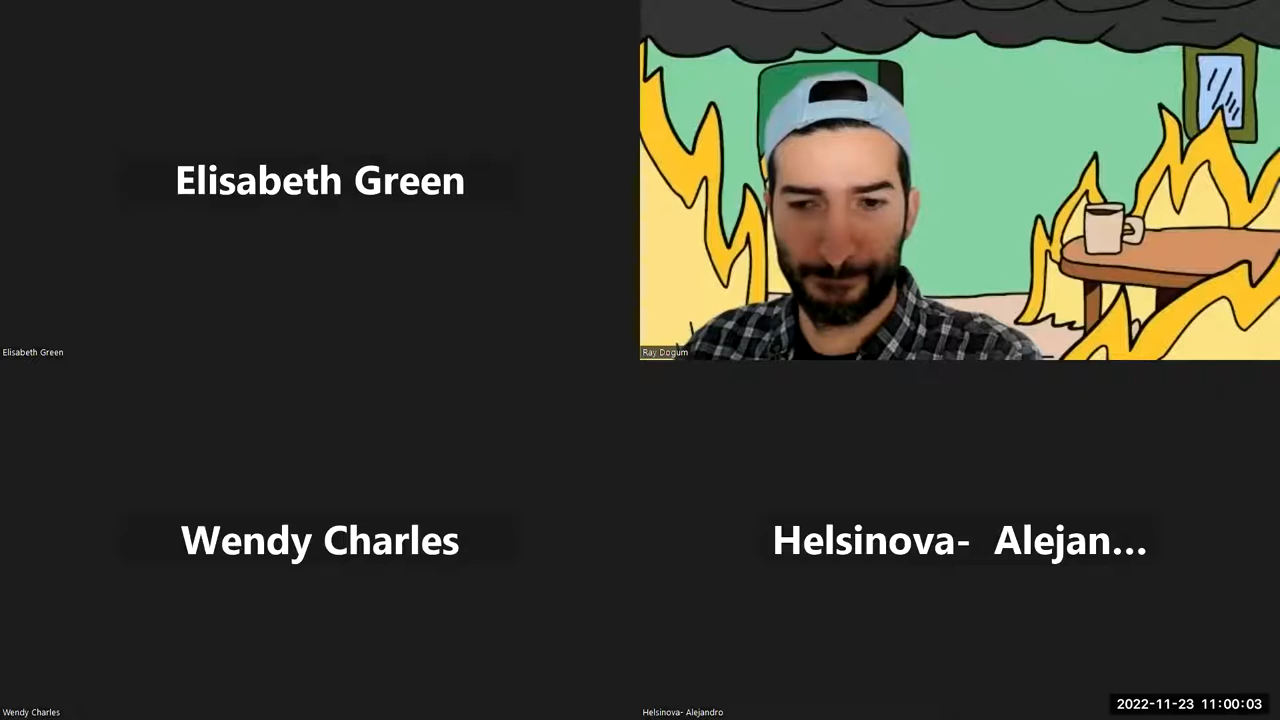 Elisabeth Green
Elisabeth Green
Ray Dogum
Wendy Charles
Helsinova-  Alejan...
Wendy Charles
Helsinova- Alejandro
2022-11-23 11:00:03